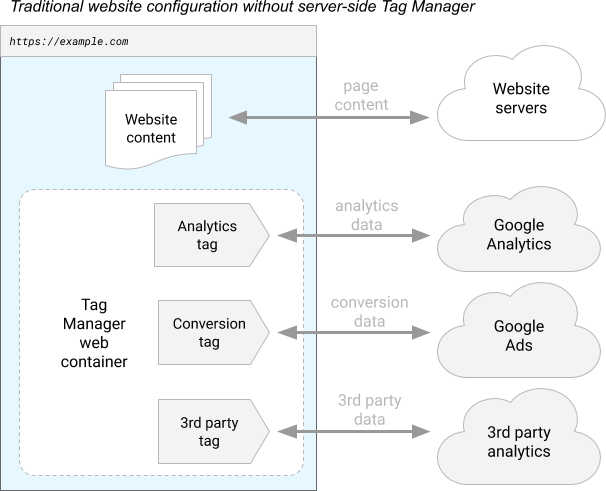 Traditional website configuration without server-side Tag Manager
https://example.com
Website
content
page
content
Website
servers
Tag
Manager
web
container
Analytics
tag
analytics
data
Google
Analytics
Conversion
tag
conversion
data
Google
Ads
3rd party
tag
3rd party
data
3rd party
analytics